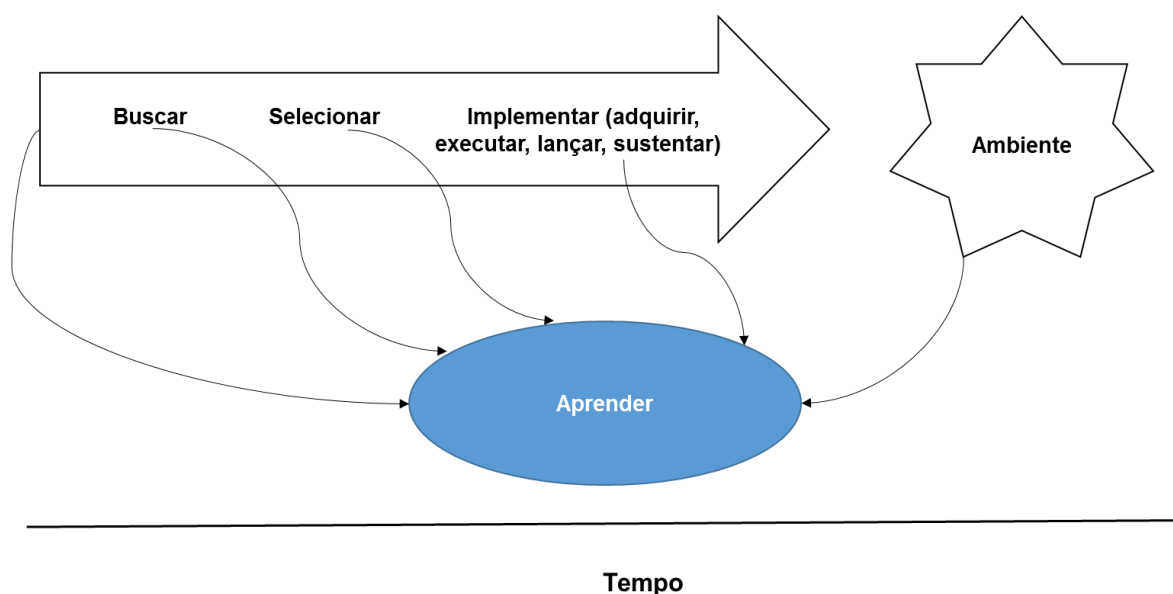 Buscar
Selecionar
Implementar (adquirir,
executar, lançar, sustentar)
Ambiente
Aprender
Tempo